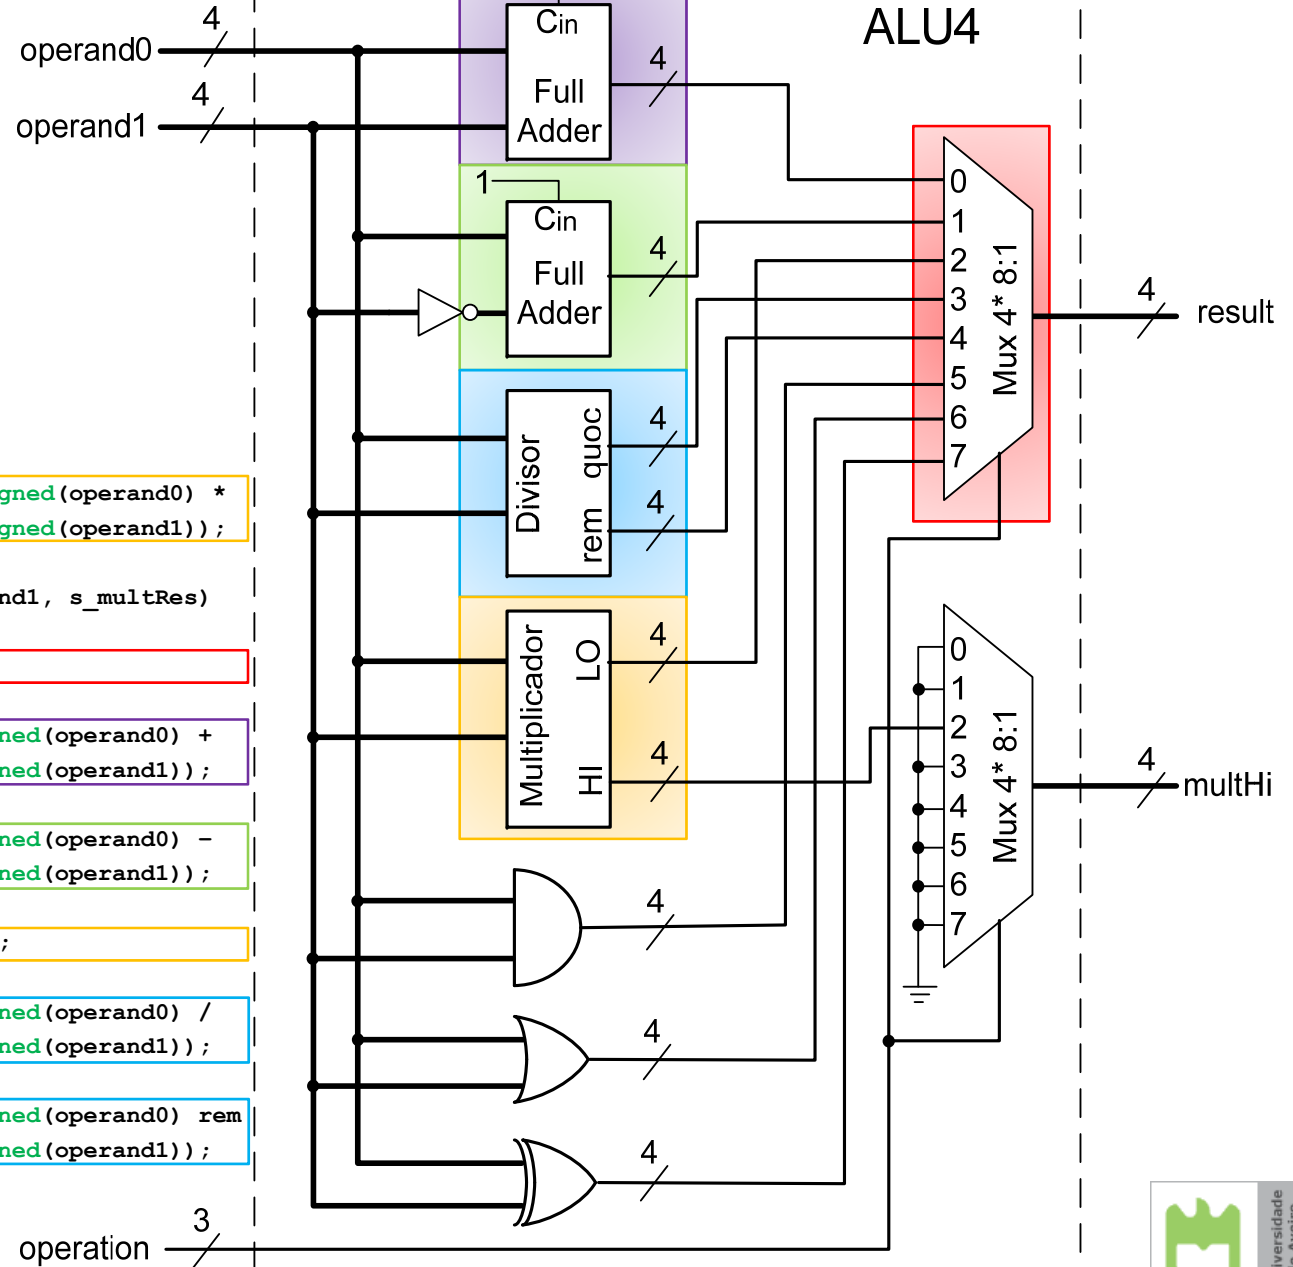 ALU4
4
operand0
4
operand1
Cin
Full
Adder
4
1
Cin
Full
Adder
4
Divisor
quoc
rem
4
4
Multiplicador
LO
HI
4
4
4
4
4
0
1
2
3
4
5
6
7
Mux 4* 8:1
4
result
0
1
2
3
4
5
6
7
Mux 4* 8:1
4
multHi
gned(operand0) *
gned(operand1));
nd1, s_multRes)
ned(operand0) +
ned(operand1));
ned(operand0) –
ned(operand1));
;
ned(operand0) /
ned(operand1));
ned(operand0) rem
ned(operand1));
3
operation
versidade